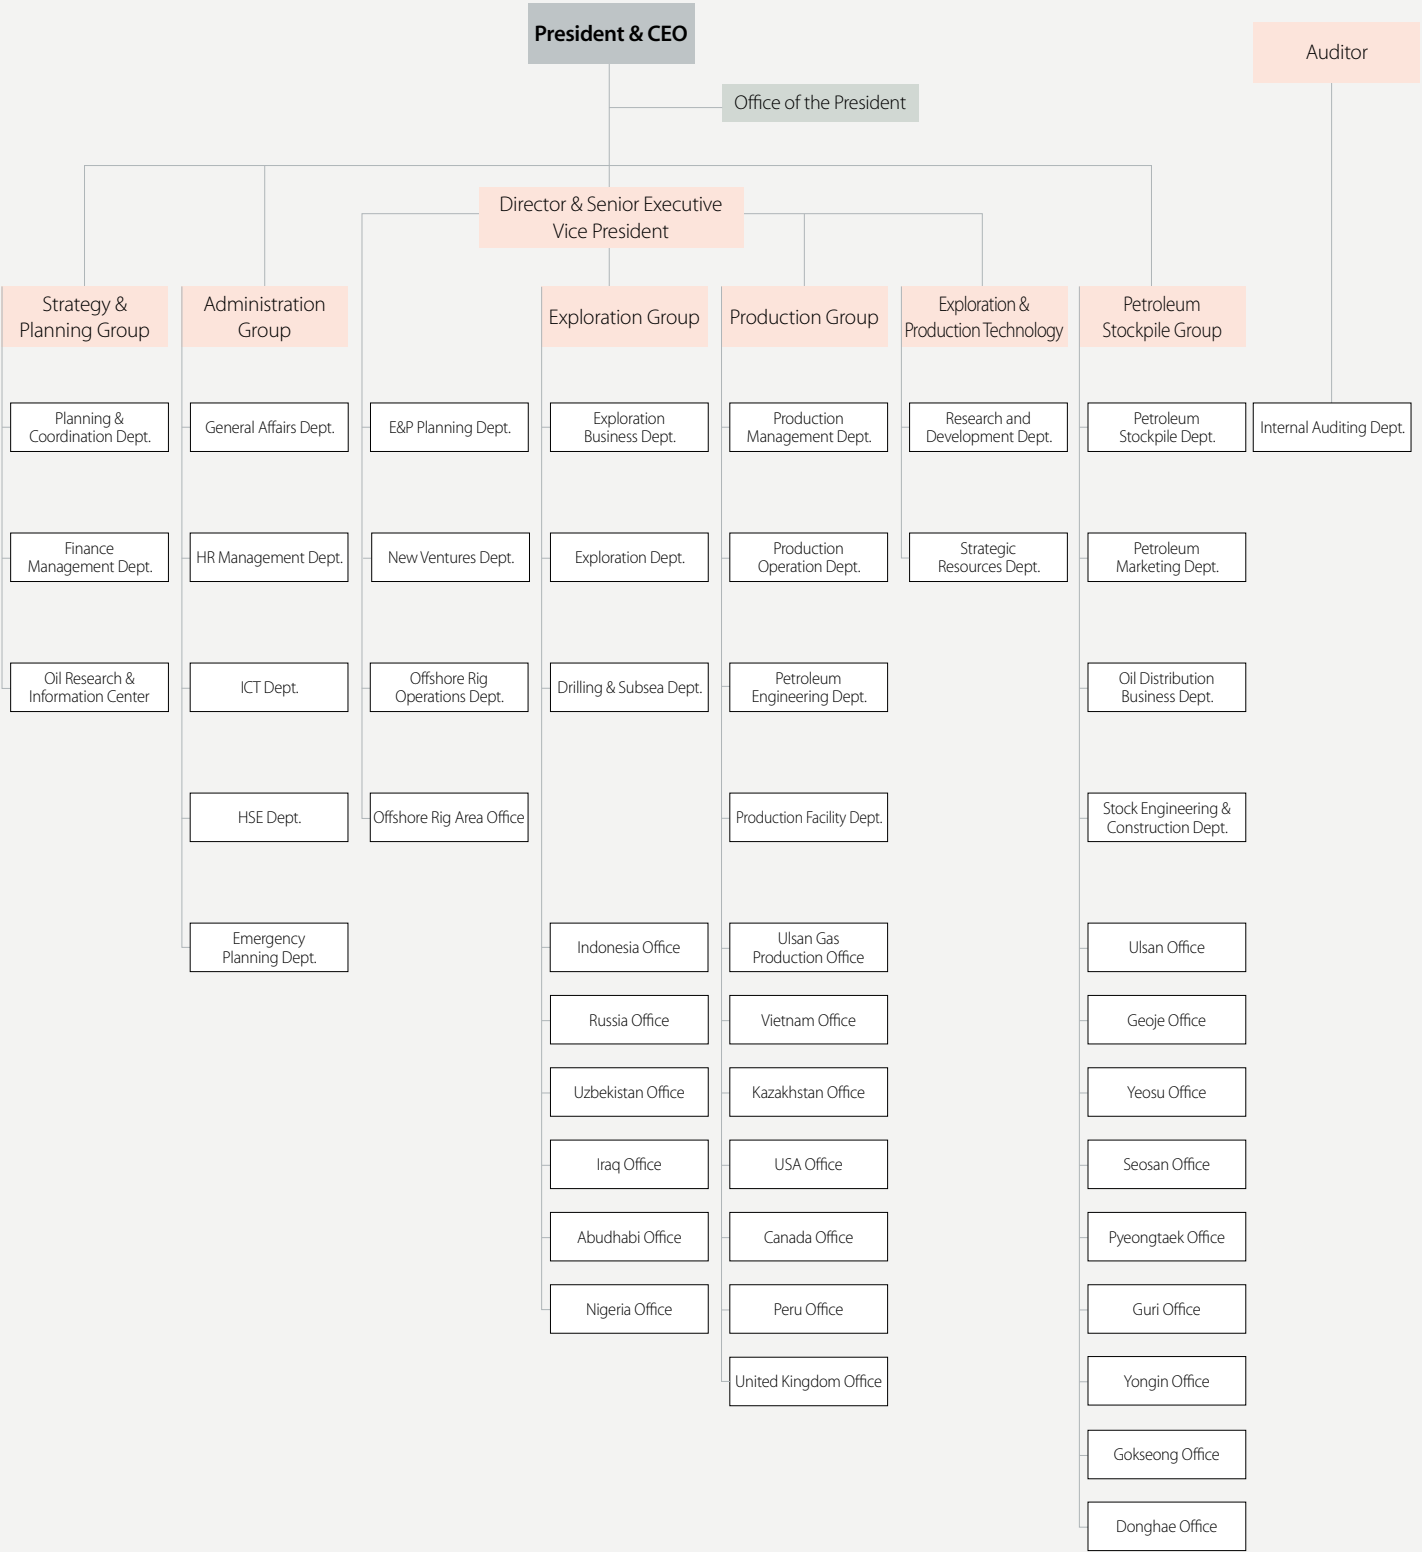 President & CEO
Auditor
Office of the President
Director & Senior Executive
Vice President
Strategy &
Planning Group
Administration
Group
Exploration Group
Production Group
Exploration &
Production Technology
Petroleum
Stockpile Group
Planning &
Coordination Dept.
General Affairs Dept.
E&P Planning Dept.
Exploration
Business Dept.
Production
Management Dept.
Research and
Development Dept.
Petroleum
Stockpile Dept.
Internal Auditing Dept.
Finance
Management Dept.
HR Management Dept.
New Ventures Dept.
Exploration Dept.
Production
Operation Dept.
Strategic
Resources Dept.
Petroleum
Marketing Dept.
Oil Research &
Information Center
ICT Dept.
Offshore Rig
Operations Dept.
Drilling & Subsea Dept.
Petroleum
Engineering Dept.
Oil Distribution
Business Dept.
HSE Dept.
Offshore Rig Area Office
Production Facility Dept.
Stock Engineering &
Construction Dept.
Emergency
Planning Dept.
Indonesia Office
Ulsan Gas
Production Office
Ulsan Office
Russia Office
Vietnam Office
Geoje Office
Uzbekistan Office
Kazakhstan Office
Yeosu Office
Iraq Office
USA Office
Seosan Office
Abudhabi Office
Canada Office
Pyeongtaek Office
Nigeria Office
Peru Office
Guri Office
United Kingdom Office
Yongin Office
Gokseong Office
Donghae Office